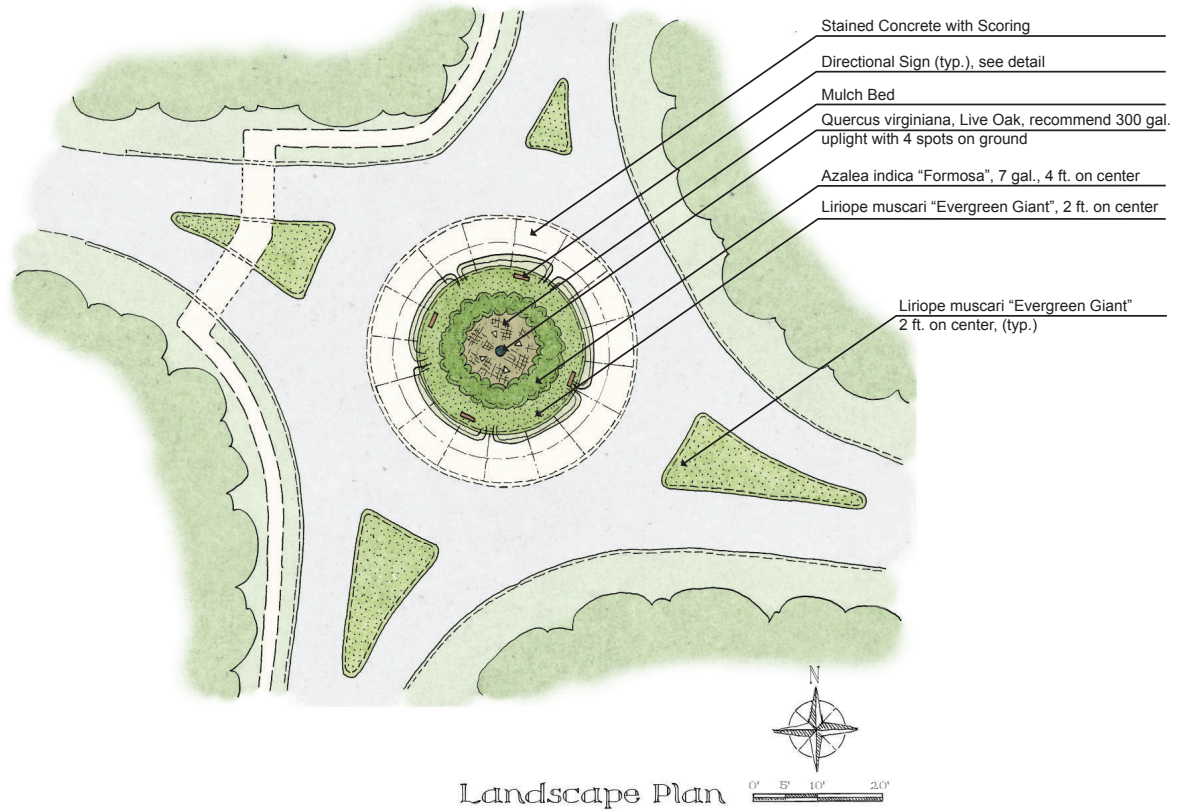 Stained Concrete with Scoring
Directional Sign (typ.), see detail
Mulch Bed
Quercus virginiana, Live Oak, recommend 300 gal.
uplight with 4 spots on ground
Azalea indica “Formosa”, 7 gal., 4 ft. on center
Liriope muscari “Evergreen Giant”, 2 ft. on center
Liriope muscari “Evergreen Giant”
2 ft. on center, (typ.)
N
Landscape Plan
0' 5' 10' 20'